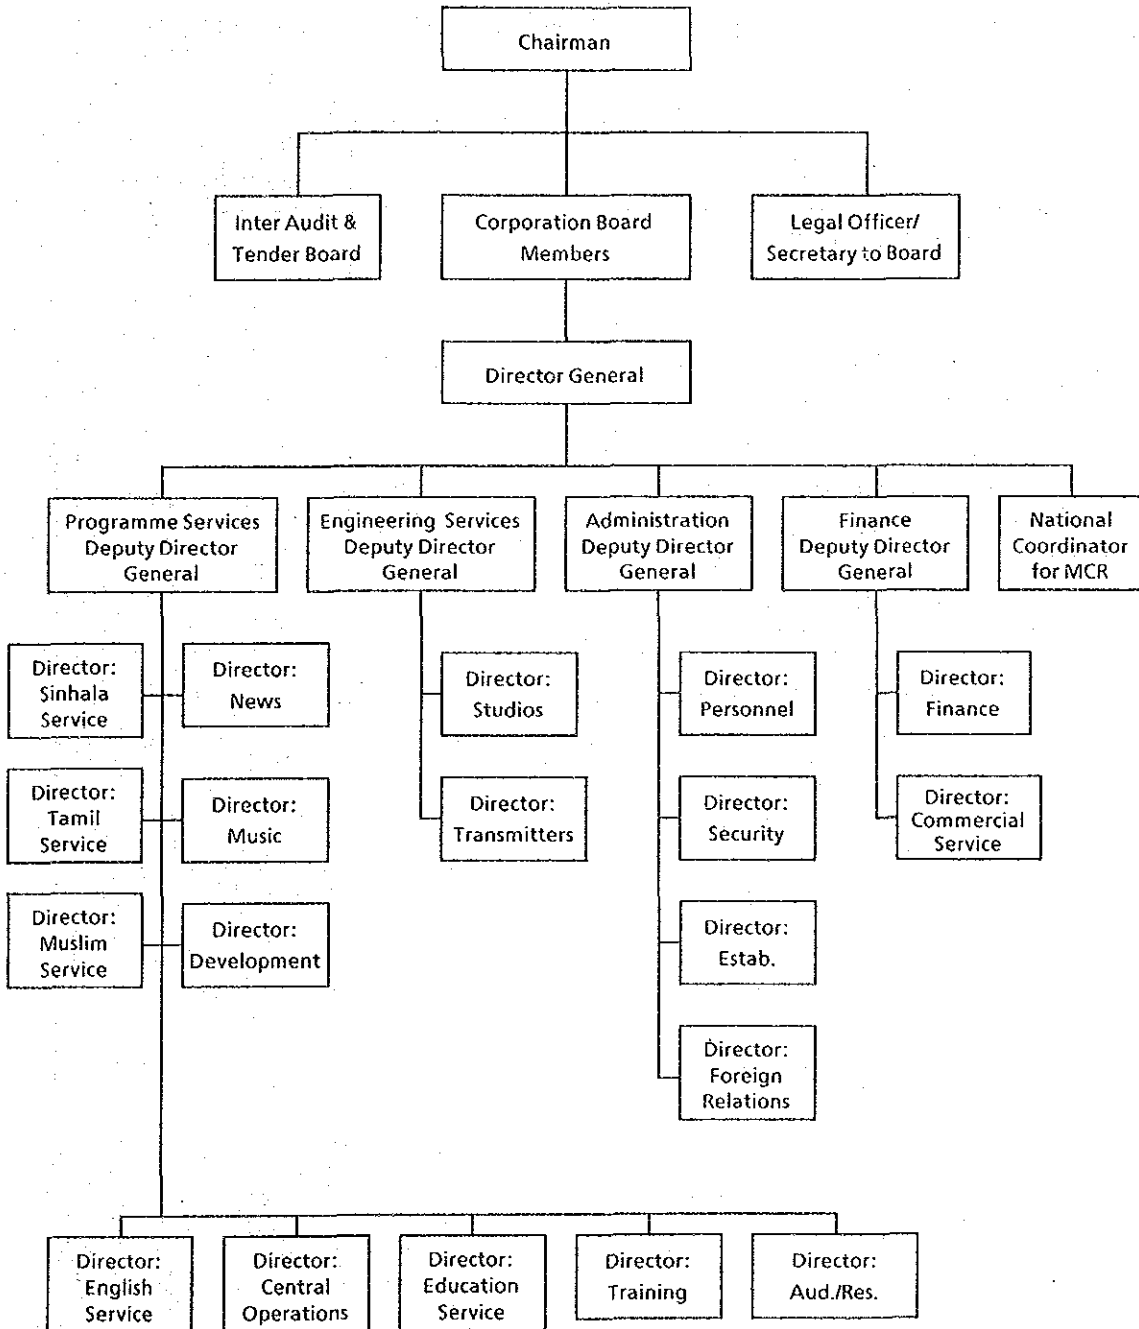 Chairman
Inter Audit &
Tender Board
Corporation Board
Members
Legal Officer/
Secretary to Board
Director General
Programme Services
Deputy Director
General
Engineering Services
Deputy Director
General
Administration
Deputy Director
General
Finance
Deputy Director
General
National
Coordinator
for MCR
Director:
Sinhala
Service
Director:
News
Director:
Studios
Director:
Personnel
Director:
Finance
Director:
Tamil
Service
Director:
Music
Director:
Transmitters
Director:
Security
Director:
Commercial
Service
Director:
Muslim
Service
Director:
Development
Director:
Estab.
Director:
Foreign
Relations
Director:
English
Service
Director:
Central
Operations
Director:
Education
Service
Director:
Training
Director:
Aud./Res.